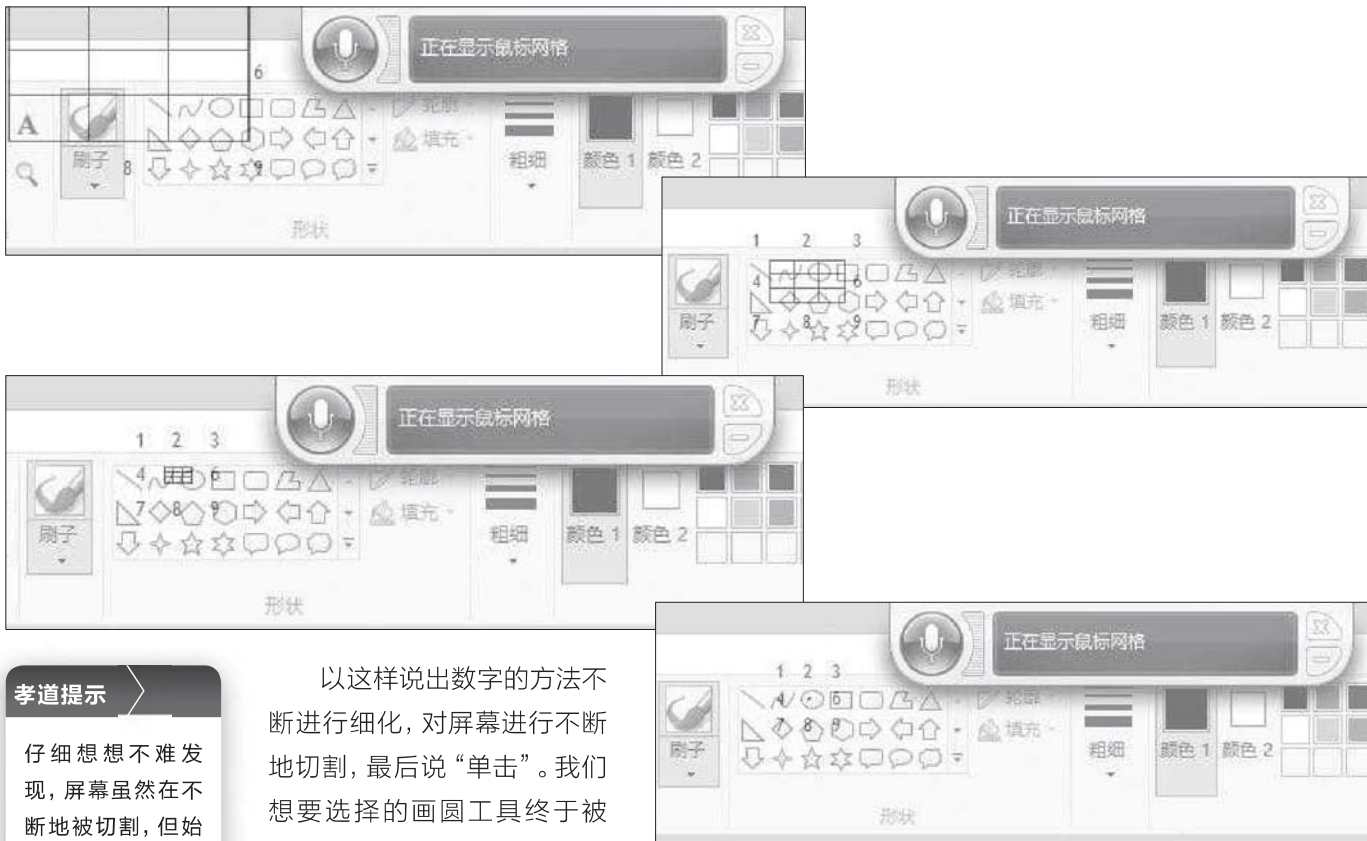 正在显示鼠标网格
6
A
刷子
8
9
轮廓
填充
粗细
颜色 1
颜色 2
形状
正在显示鼠标网格
1 2 3
4 6
7 8 9
刷子
轮廓
填充
粗细
颜色 1
颜色 2
形状
正在显示鼠标网格
1 2 3
4 6
7 8 9
刷子
轮廓
填充
粗细
颜色 1
颜色 2
形状
正在显示鼠标网格
1 2 3
4 6
7 8 9
刷子
轮廓
填充
粗细
颜色 1
颜色 2
形状
孝道提示
仔细想想不难发
现,屏幕虽然在不
断地被切割,但始
以这样说出数字的方法不
断进行细化,对屏幕进行不断
地切割,最后说“单击”。我们
想要选择的画圆工具终于被